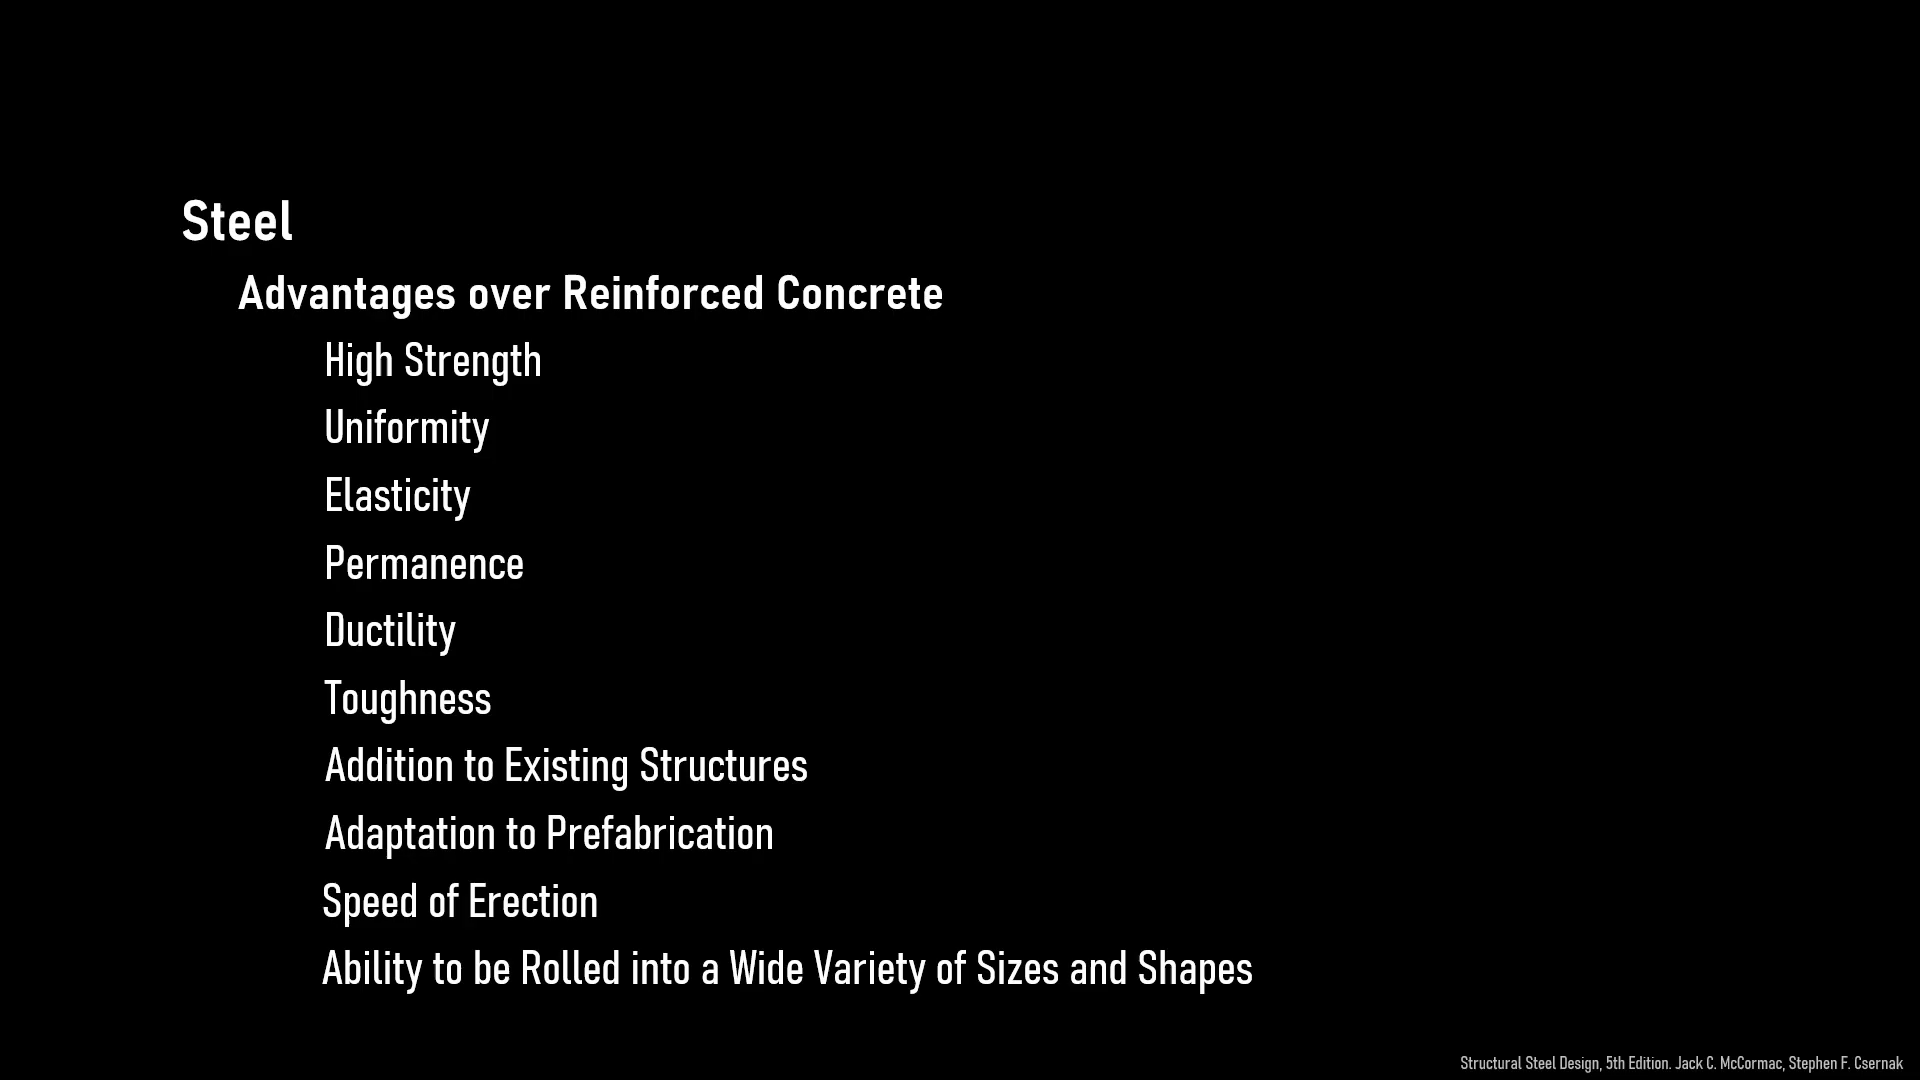 Steel
Advantages over Reinforced Concrete
High Strength
Uniformity
Elasticity
Permanence
Ductility
Toughness
Addition to Existing Structures
Adaptation to Prefabrication
Speed of Erection
Ability to be Rolled into a Wide Variety of Sizes and Shapes
Structural Steel Design, 5th Edition. Jack C. McCormac, Stephen F. Csernak